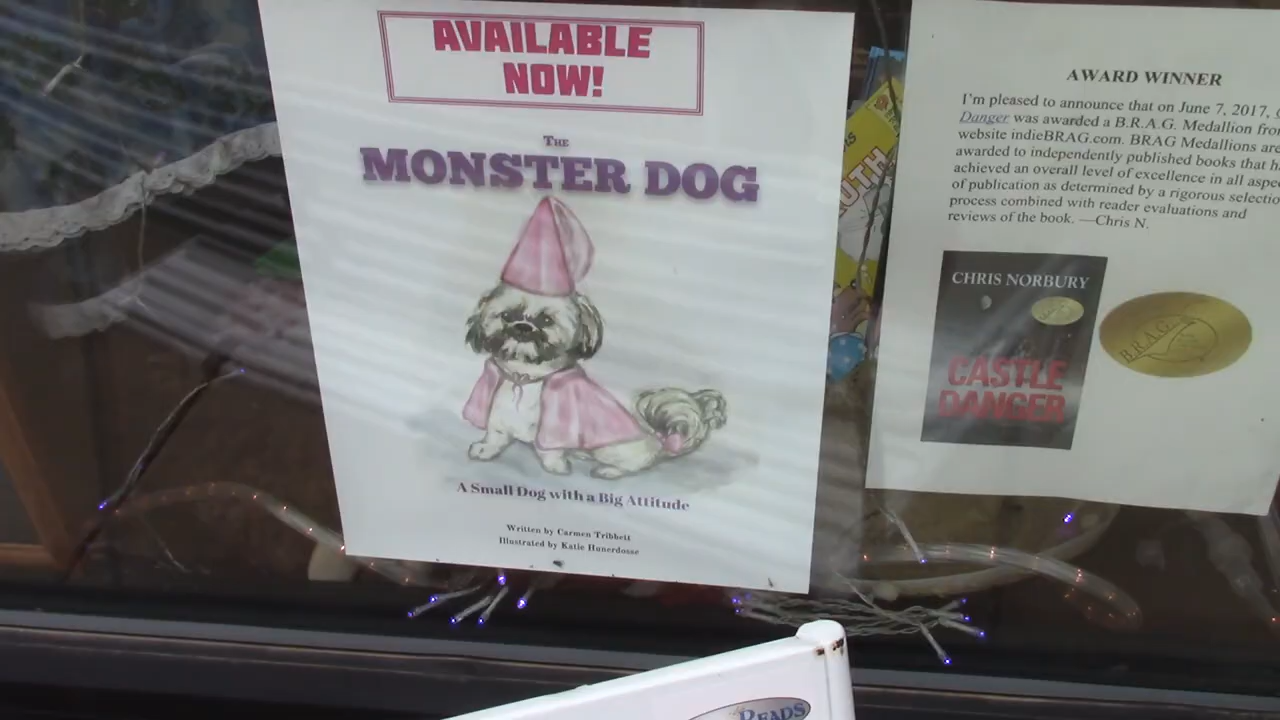 AVAILABLE
NOW!
THE
MONSTER DOG
A Small Dog with a Big Attitude
Written by Carmen Tribbett
Illustrated by Katie Hunerdosse
UTH
AWARD WINNER
I'm pleased to announce that on June 7, 2017,
Danger was awarded a B.R.A.G. Medallion from
website indieBRAG.com. BRAG Medallions are
awarded to independently published books that
achieved an overall level of excellence in all
of publication as determined by a rigorous
process combined with reader evaluations and
reviews of the book. —Chris N.
CHRIS NORBURY
CASTLE
DANGER
B.R.A.G.
READS